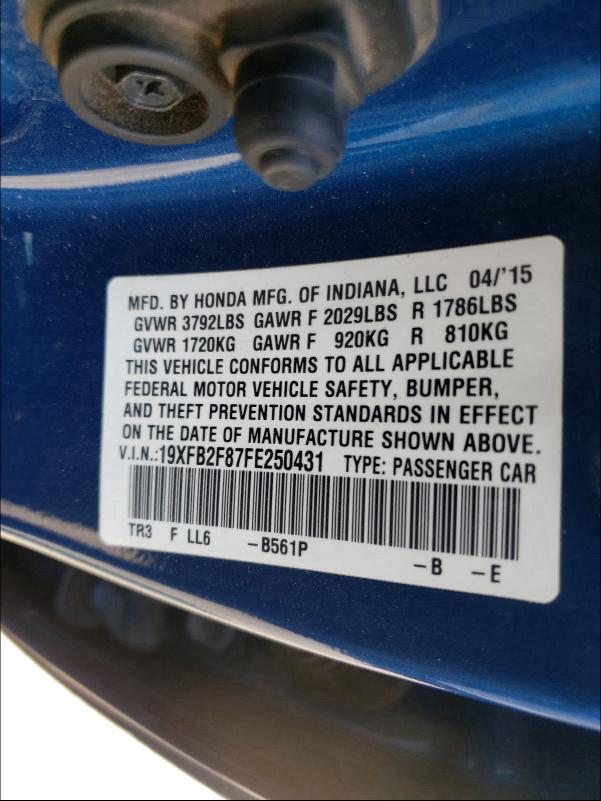 MFD. BY HONDA MFG. OF INDIANA, LLC 04/'15
GVWR 3792LBS GAWR F 2029LBS R 1786LBS
GVWR 1720KG GAWR F 920KG R 810KG
THIS VEHICLE CONFORMS TO ALL APPLICABLE
FEDERAL MOTOR VEHICLE SAFETY, BUMPER,
AND THEFT PREVENTION STANDARDS IN EFFECT
ON THE DATE OF MANUFACTURE SHOWN ABOVE.
V.I.N.:19XFB2F87FE250431 TYPE: PASSENGER CAR
TR3 F LL6 -B561P -B -E